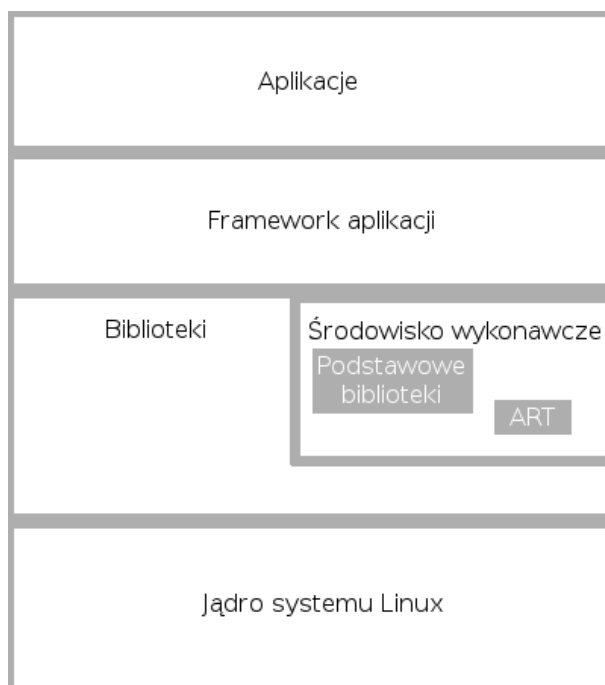 Aplikacje
Framework aplikacji
Biblioteki
Środowisko wykonawcze
Podstawowe
biblioteki
ART
Jądro systemu Linux